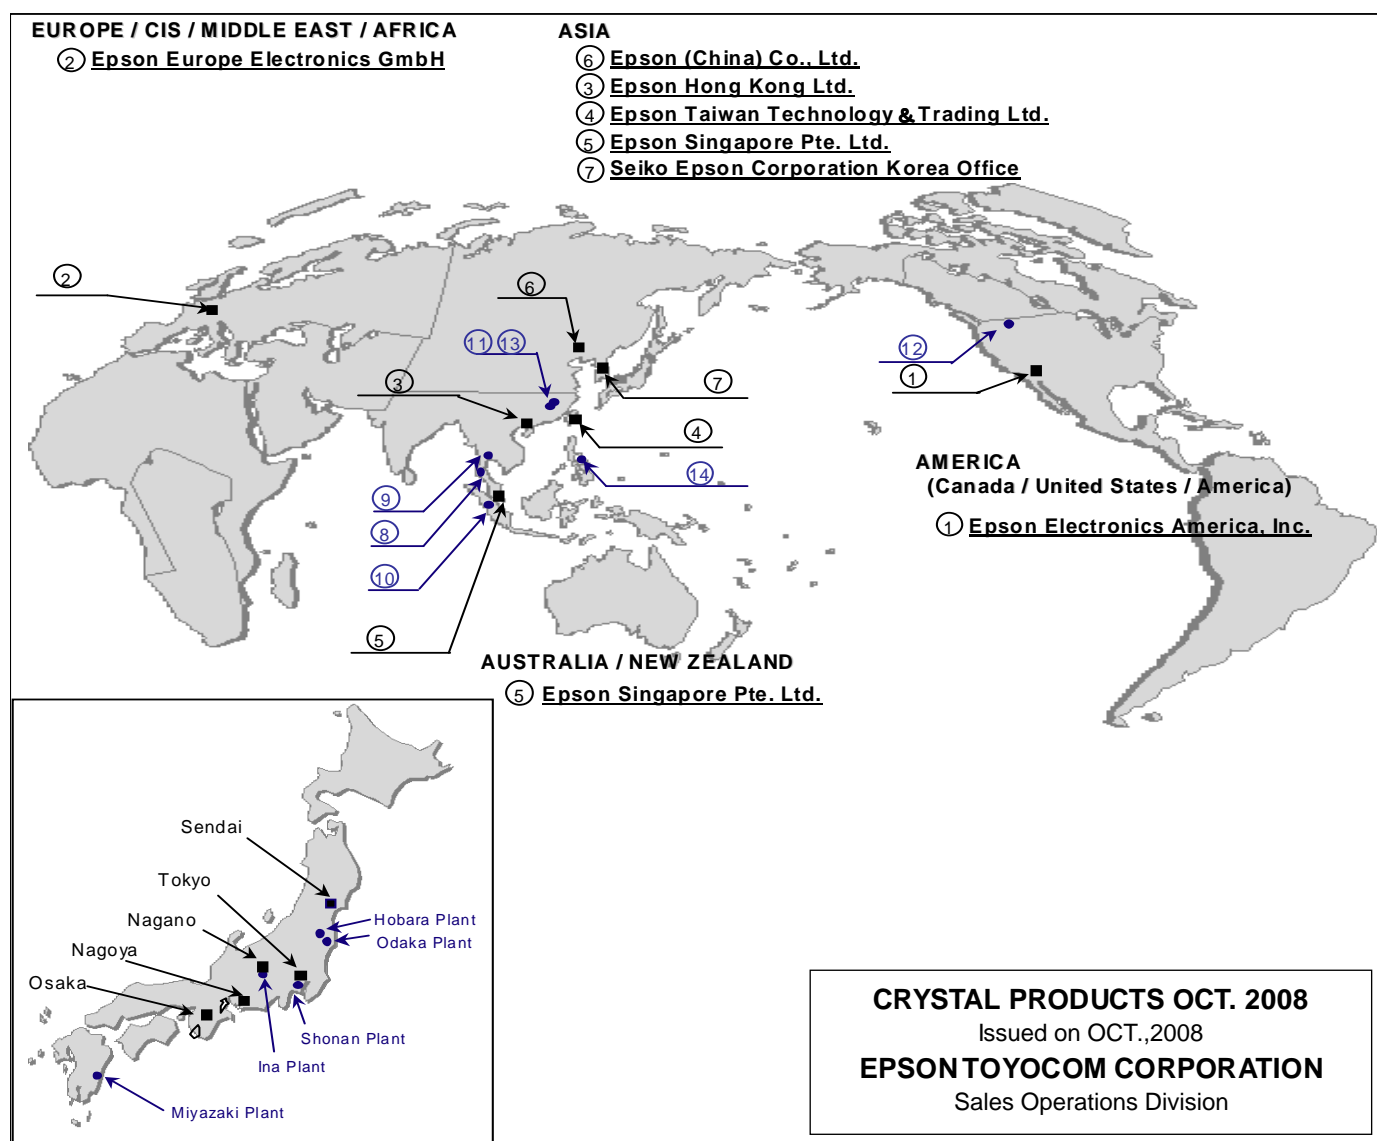 EUROPE / CIS / MIDDLE EAST / AFRICA
2 Epson Europe Electronics GmbH
ASIA
6 Epson (China) Co., Ltd.
3 Epson Hong Kong Ltd.
4 Epson Taiwan Technology & Trading Ltd.
5 Epson Singapore Pte. Ltd.
7 Seiko Epson Corporation Korea Office
2
6
11 13
3
7
4
9
14
8
10
5
12
1
AMERICA
(Canada / United States / America)
1 Epson Electronics America, Inc.
AUSTRALIA / NEW ZEALAND
5 Epson Singapore Pte. Ltd.
Sendai
Tokyo
Nagano
Nagoya
Osaka
Hobara Plant
Odaka Plant
Shonan Plant
Ina Plant
Miyazaki Plant
CRYSTAL PRODUCTS OCT. 2008
Issued on OCT.,2008
EPSON TOYOCOM CORPORATION
Sales Operations Division